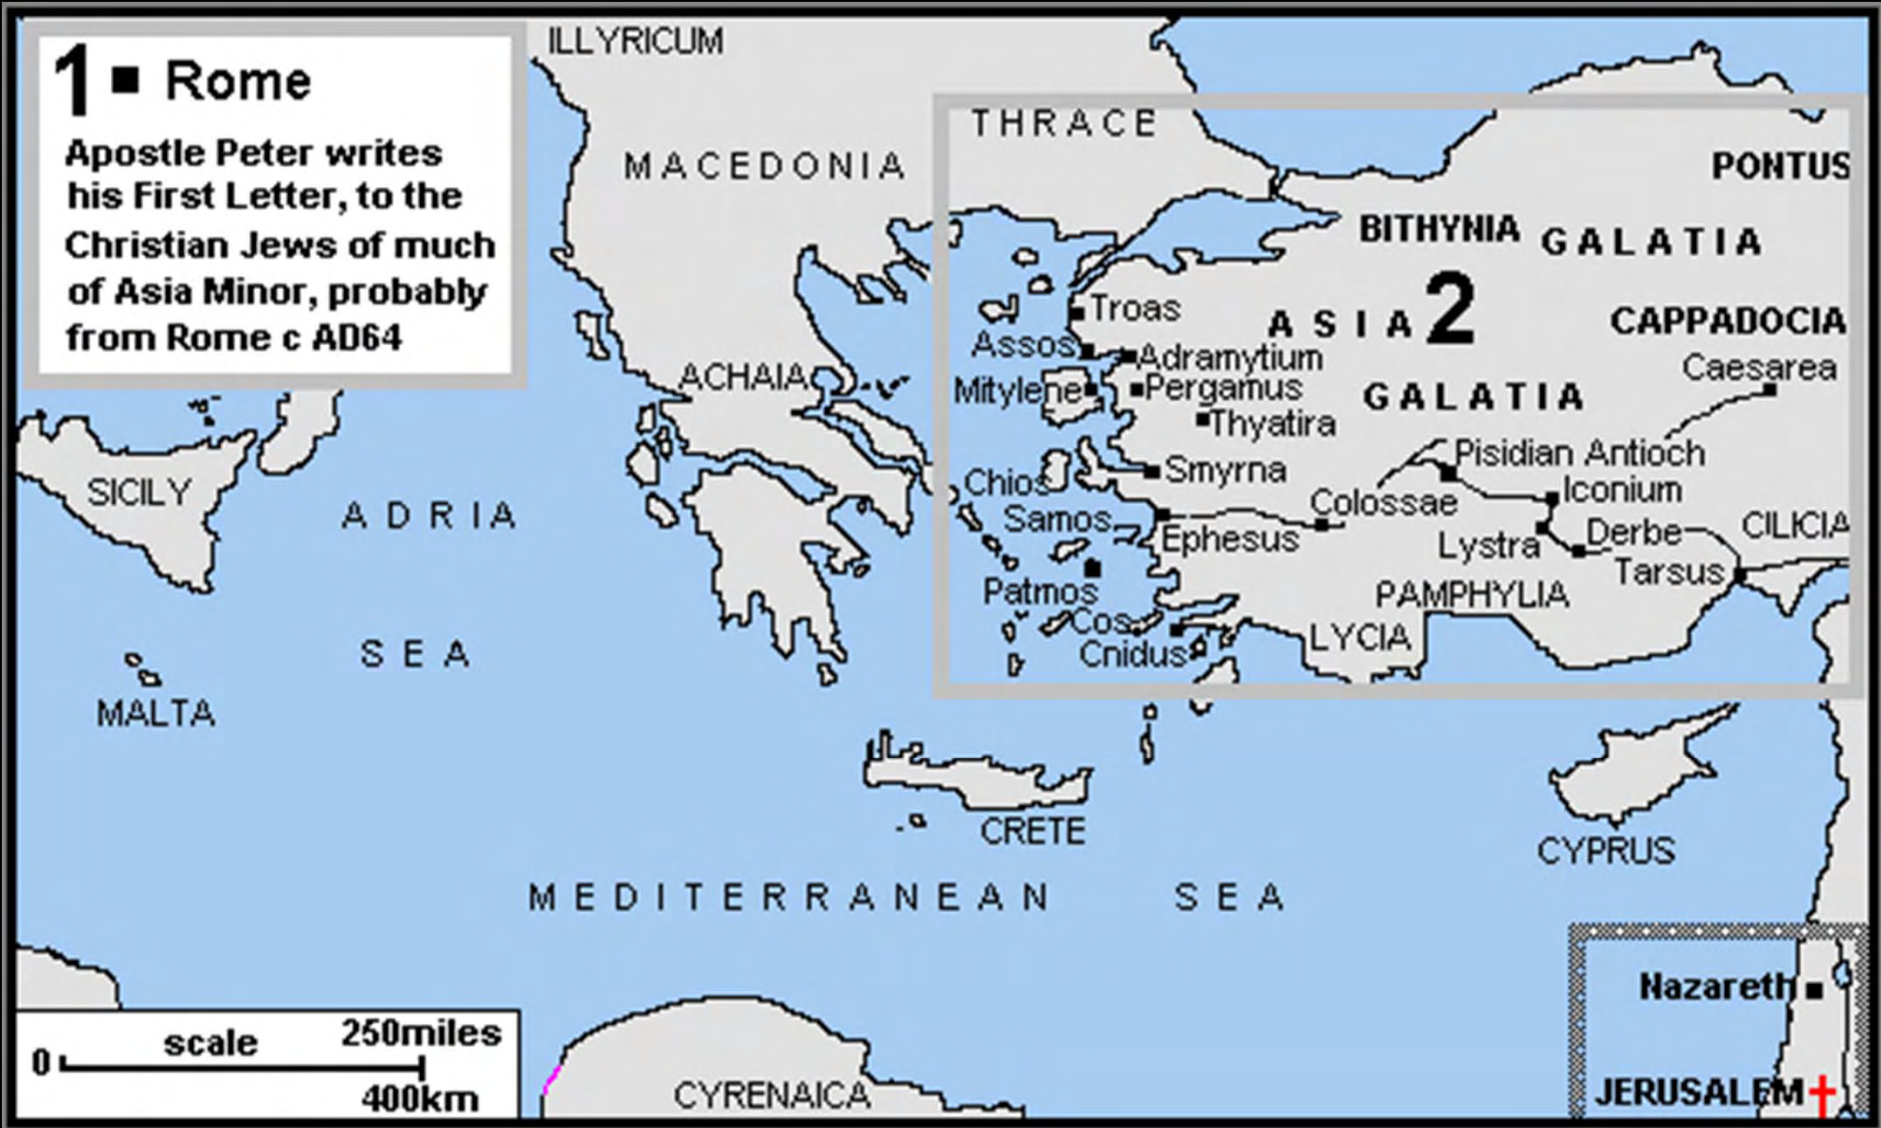 1 ■ Rome
Apostle Peter writes
his First Letter, to the
Christian Jews of much
of Asia Minor, probably
from Rome c AD64
ILLYRICUM
THRACE
MACEDONIA
PONTUS
BITHYNIA
GALATIA
ASIA
2
CAPPADOCIA
Troas
Assos
Adramytium
Caesarea
ACHAIA
Mitylene
Pergamus
GALATIA
Thyatira
Pisidian Antioch
Smyrna
Chios
Iconium
SICILY
Colossae
ADRIA
Samos
Ephesus
Derbe
CILICIA
Lystra
Tarsus
Patmos
PAMPHYLIA
Cos
LYCIA
Cnidus
SEA
MALTA
CRETE
CYPRUS
MEDITERRANEAN SEA
Nazareth
JERUSALEM
CYRENAICA
scale
250miles
0
400km